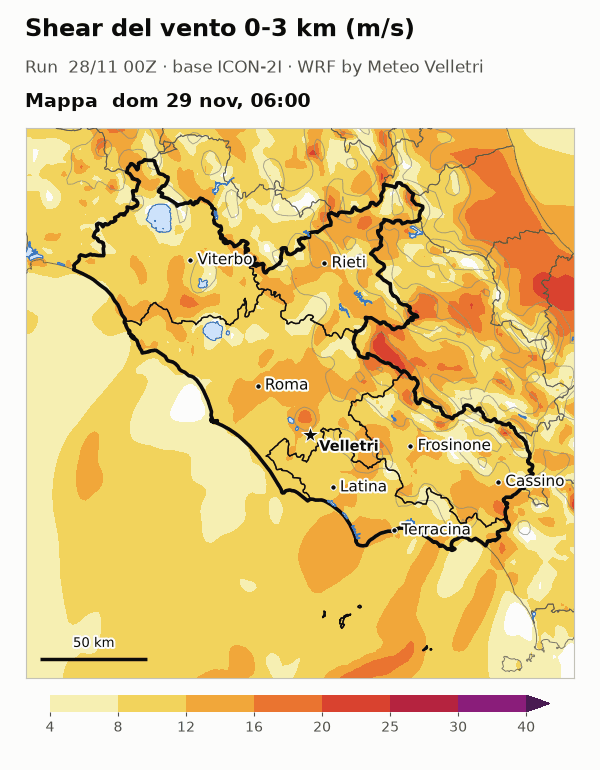 Shear del vento 0-3 km (m/s)
Run  28/11 00Z · base ICON-2I · WRF by Meteo Velletri
Mappa  dom 29 nov, 06:00
Viterbo
Rieti
Roma
Velletri
Frosinone
Cassino
Latina
Terracina
50 km
4 8 12 16 20 25 30 40